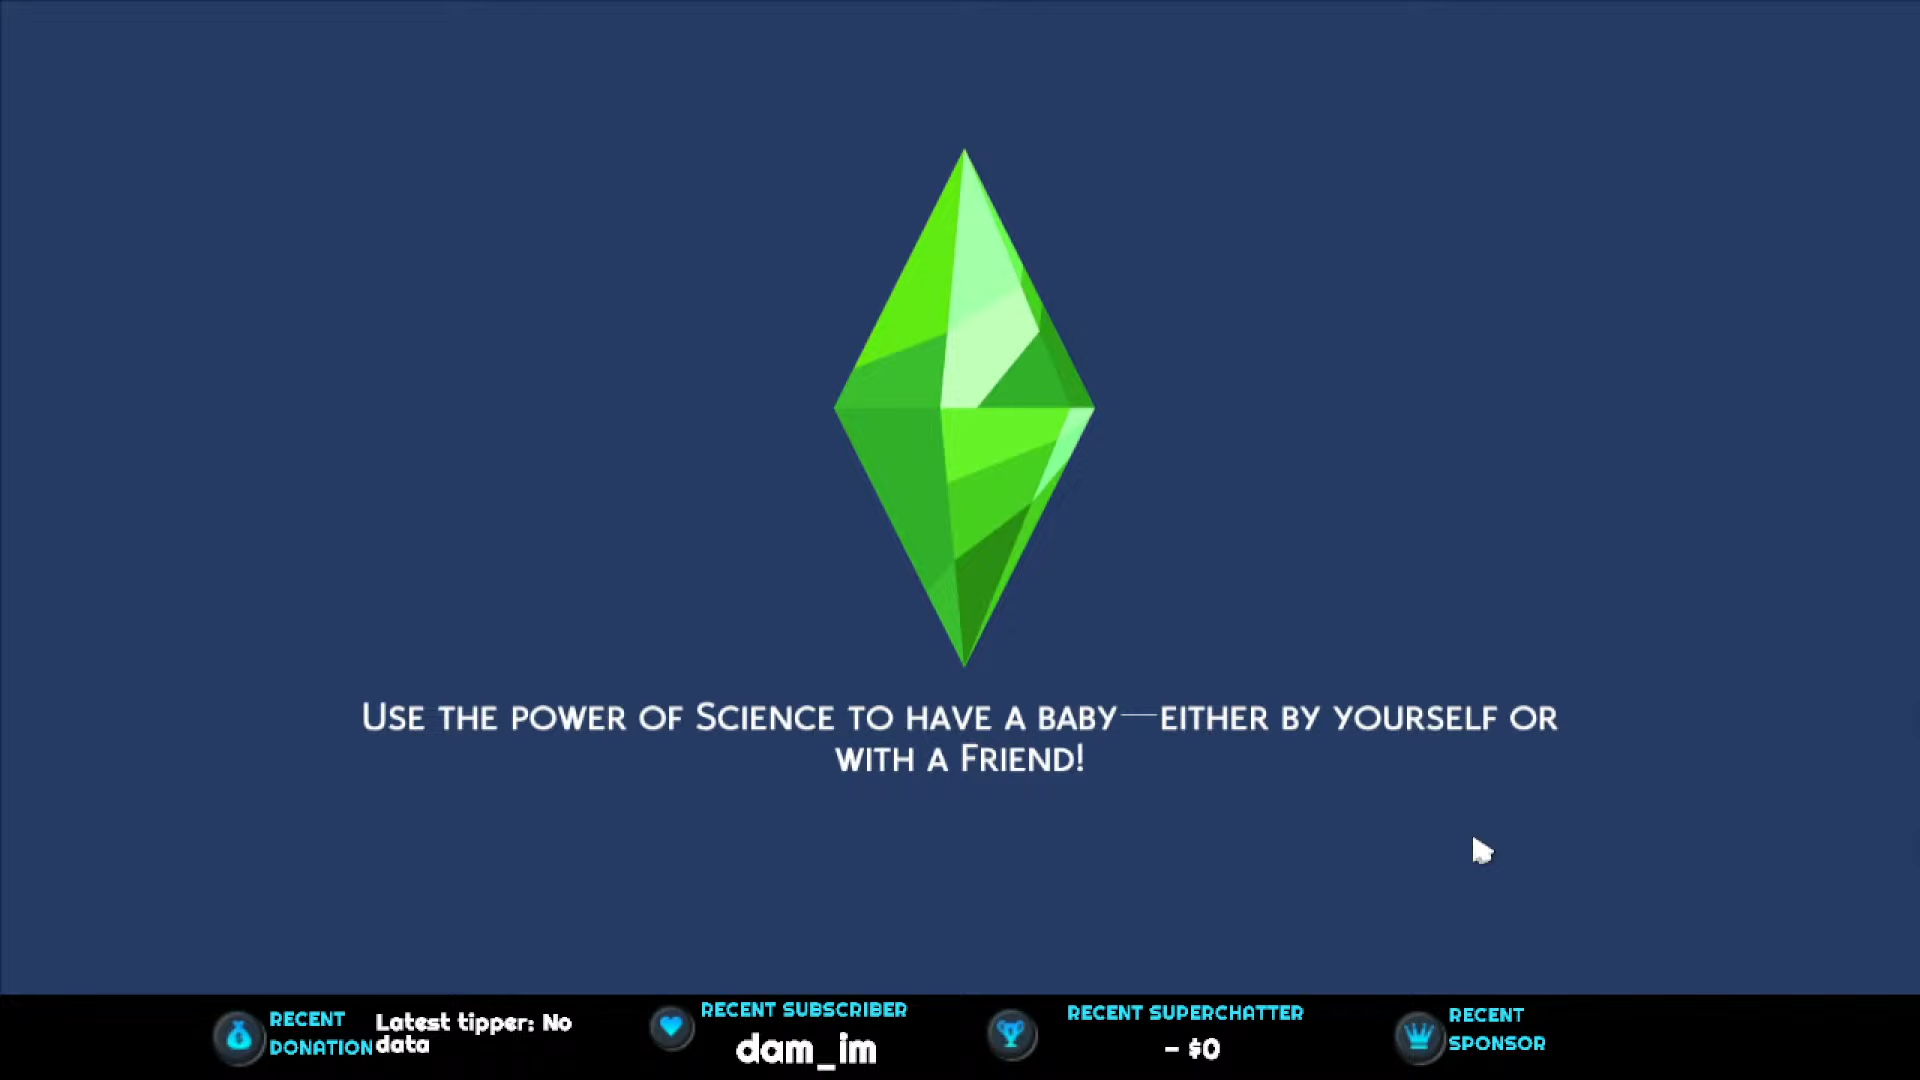 Use the power of Science to have a baby—either by yourself or
with a Friend!
RECENT
DONATION
Latest tipper: No
data
RECENT SUBSCRIBER
dam_im
RECENT SUPERCHATTER
- $0
RECENT
SPONSOR